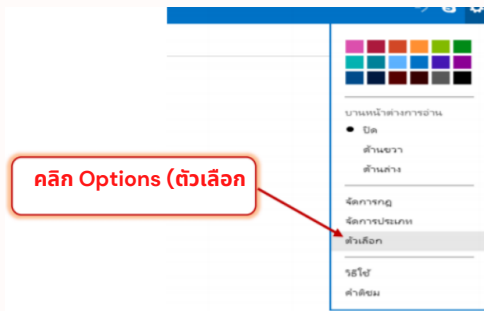 บานหน้าต่างการอ่าน
ปิด
ด้านขวา
ด้านล่าง
คลิก Options (ตัวเลือก
จัดการกฎ
จัดการประเภท
ตัวเลือก
วิธีใช้
คำติชม